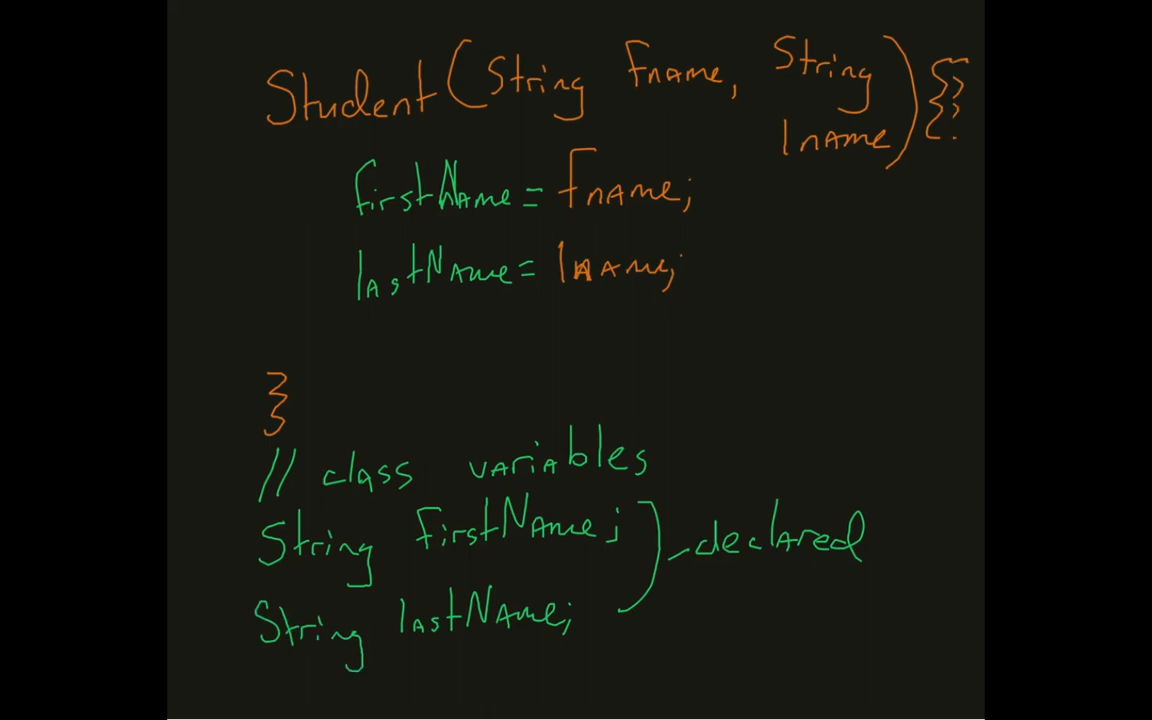 Student(String fname, String
lname){
firstName = fname;
lastName = lname;
}
// class variables
String firstName;
String lastName;
declared